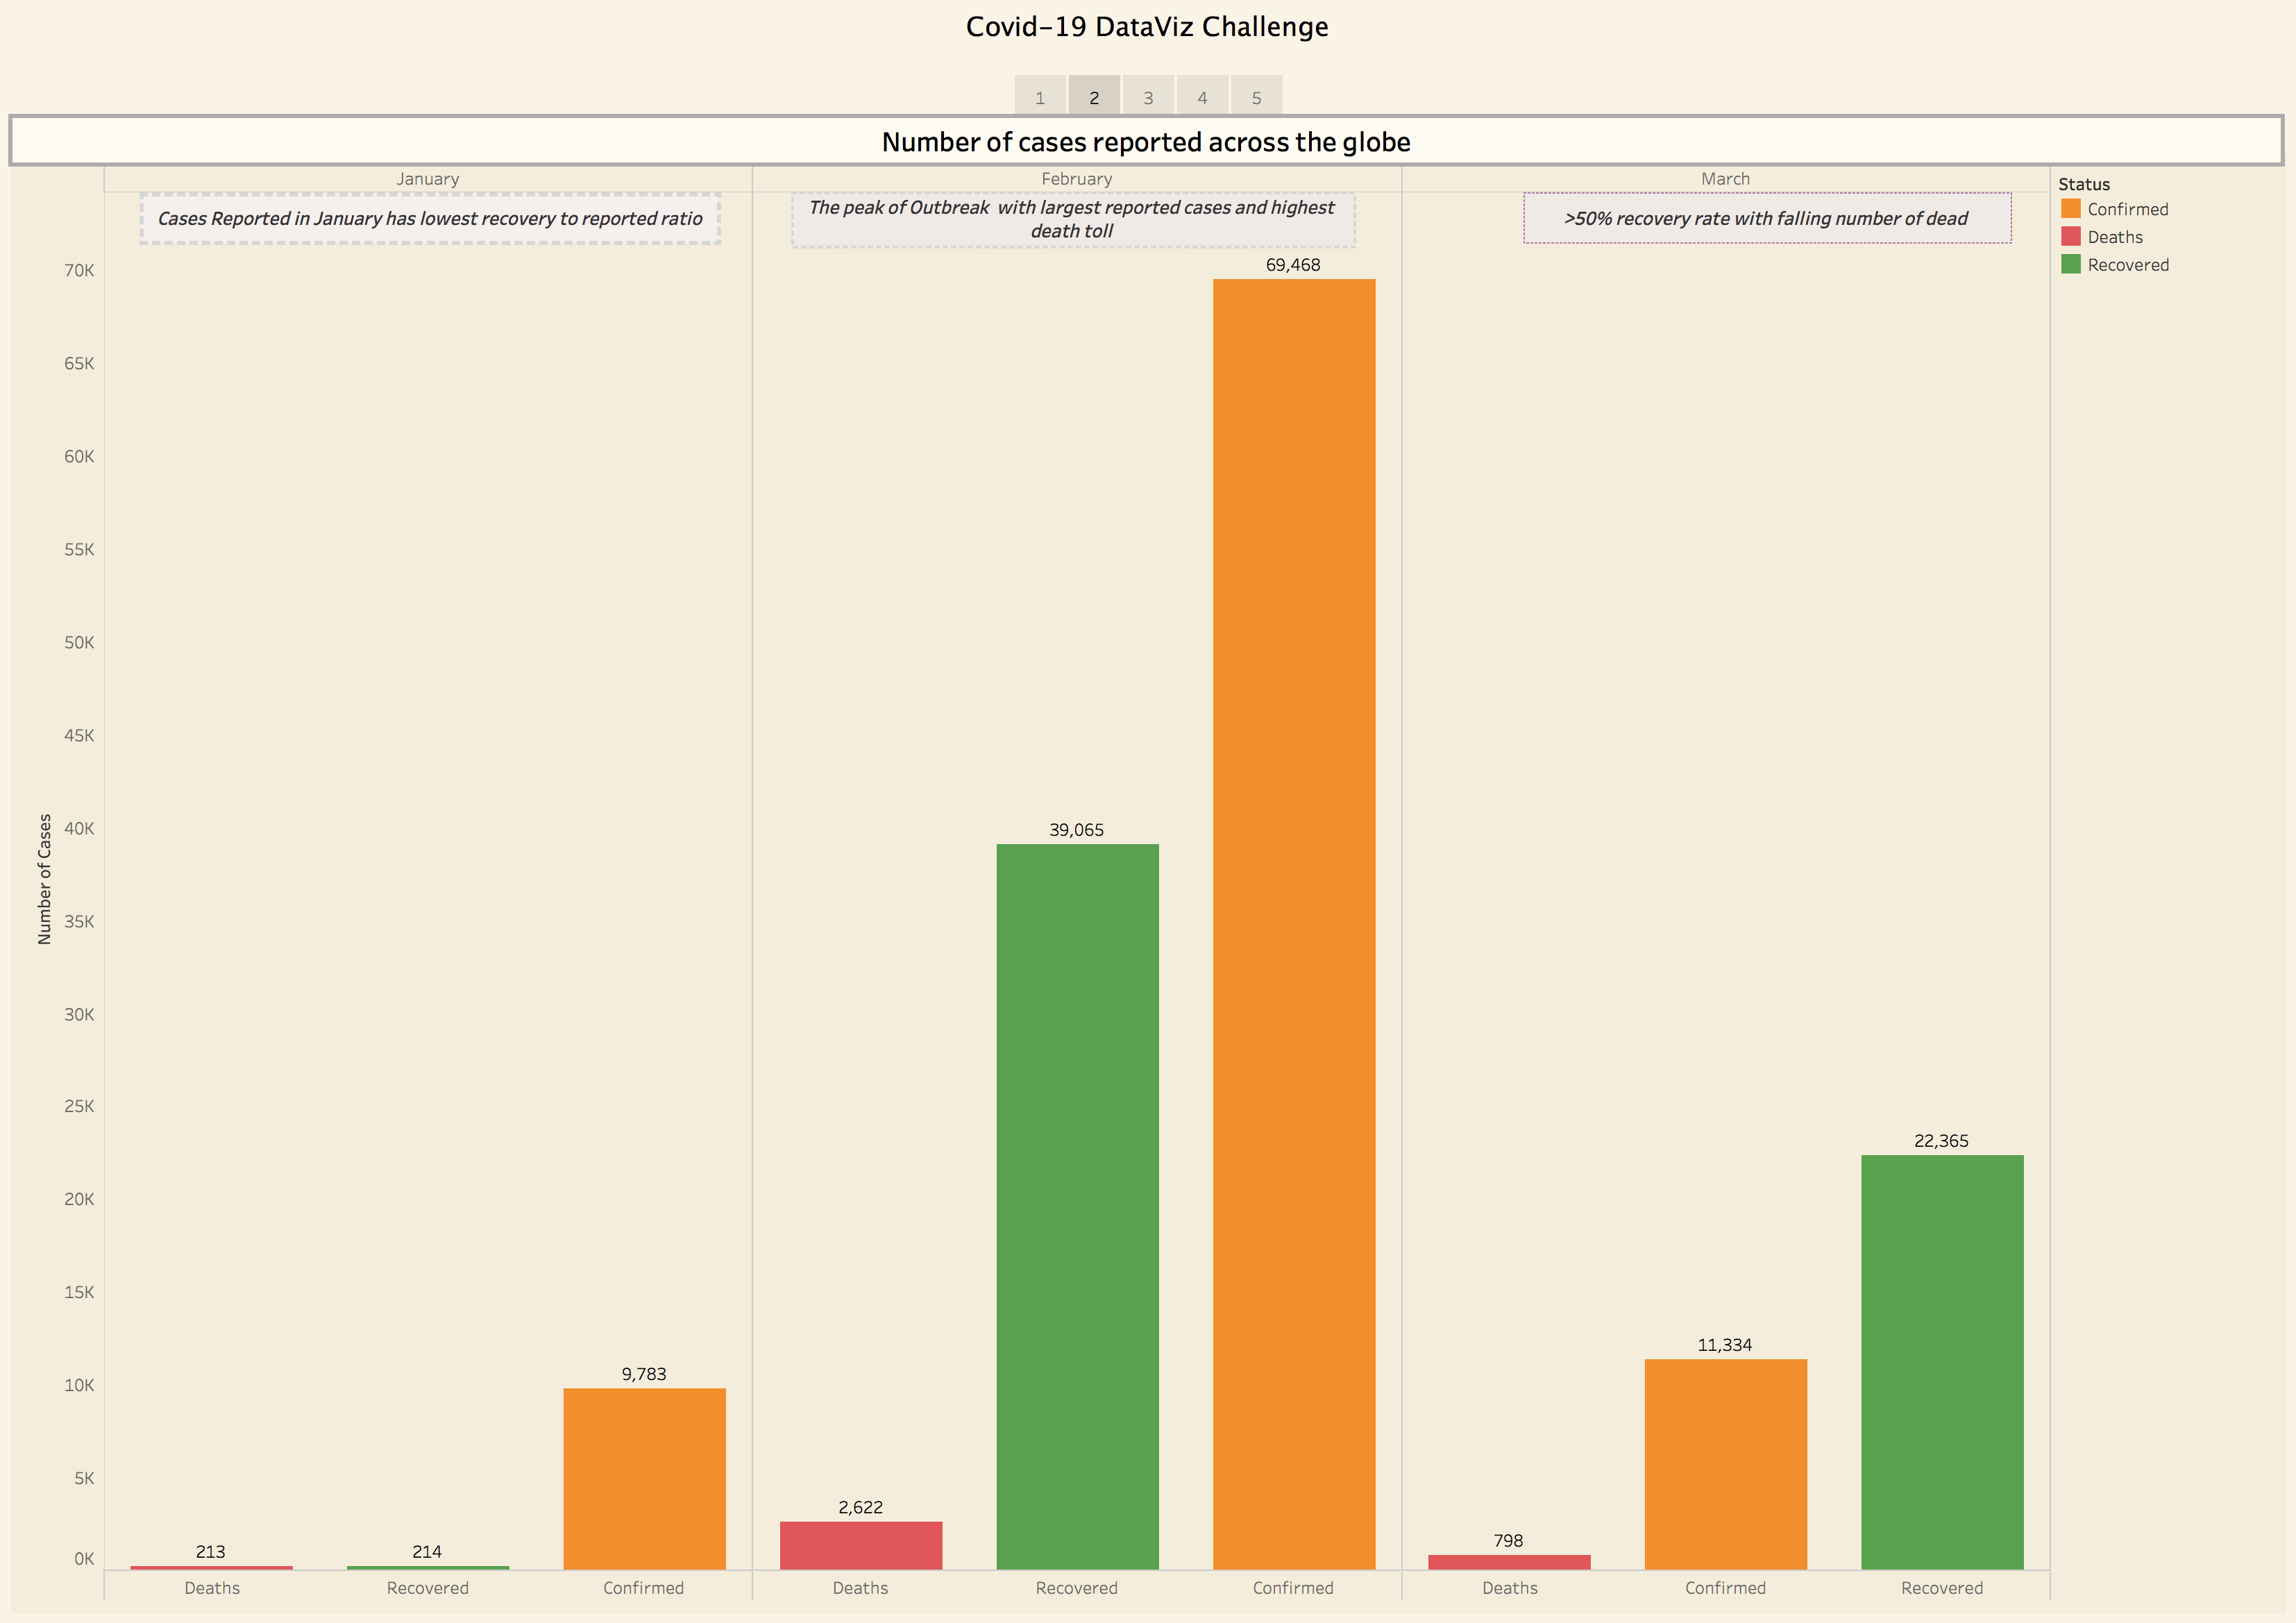 Covid-19 DataViz Challenge
1 2 3 4 5
Number of cases reported across the globe
January February March
Cases Reported in January has lowest recovery to reported ratio
The peak of Outbreak with largest reported cases and highest
death toll
>50% recovery rate with falling number of dead
Status
Confirmed
Deaths
Recovered
Number of Cases
70K
65K
60K
55K
50K
45K
40K
35K
30K
25K
20K
15K
10K
5K
0K
213
214
9,783
2,622
39,065
69,468
798
11,334
22,365
Deaths Recovered Confirmed Deaths Recovered Confirmed Deaths Confirmed Recovered